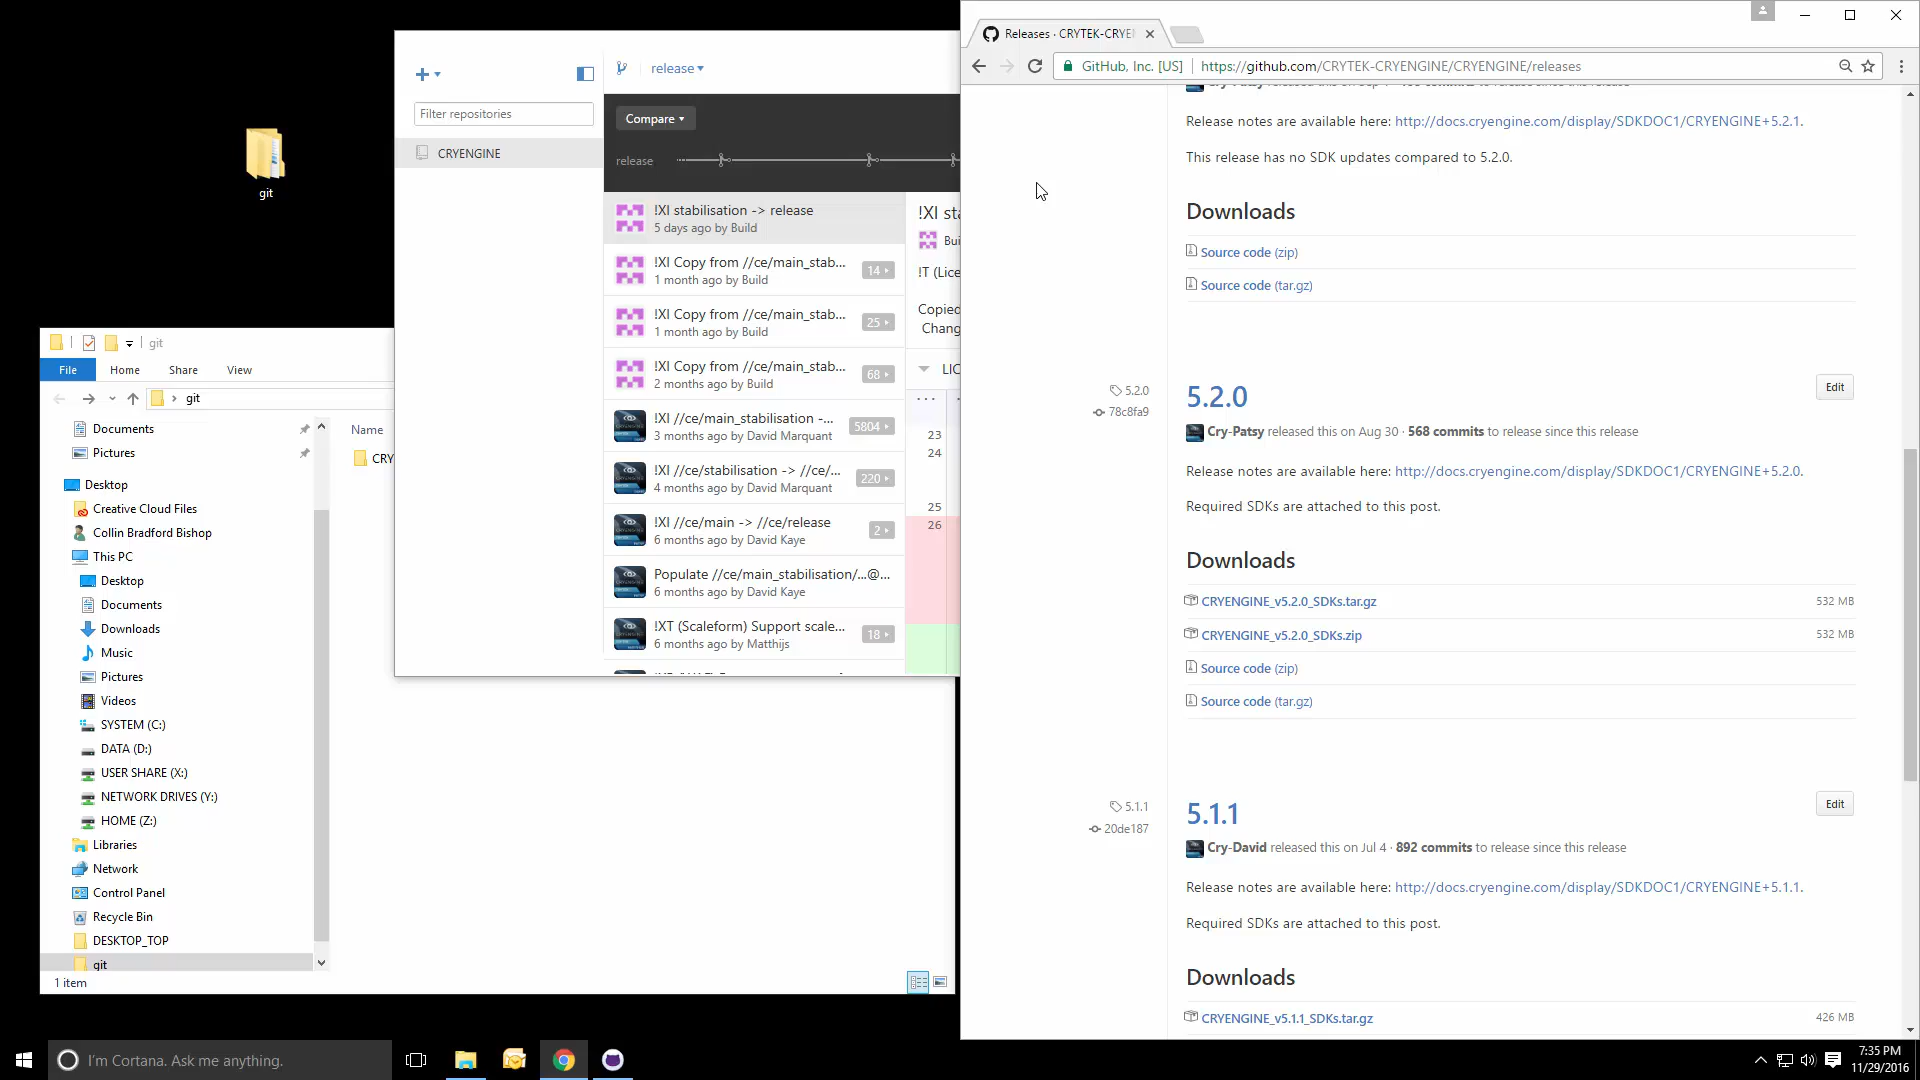 git
git
File
Home
Share
View
git
Documents
Pictures
Desktop
Creative Cloud Files
Collin Bradford Bishop
This PC
Desktop
Documents
Downloads
Music
Pictures
Videos
SYSTEM (C:)
DATA (D:)
USER SHARE (X:)
NETWORK DRIVES (Y:)
HOME (Z:)
Libraries
Network
Control Panel
Recycle Bin
DESKTOP_TOP
git
1 item
Name
CRY
Filter repositories
CRYENGINE
release
Compare
release
!XI stabilisation -> release
5 days ago by Build
!XI Copy from //ce/main_stab...
1 month ago by Build
14
!XI Copy from //ce/main_stab...
1 month ago by Build
25
!XI Copy from //ce/main_stab...
2 months ago by Build
68
!XI //ce/main_stabilisation -...
3 months ago by David Marquant
5804
!XI //ce/stabilisation -> //ce/...
4 months ago by David Marquant
220
!XI //ce/main -> //ce/release
6 months ago by David Kaye
2
Populate //ce/main_stabilisation/...@...
6 months ago by David Kaye
!XT (Scaleform) Support scale...
6 months ago by Matthijs
18
!XI sta
Bui
!T (Lice
Copied
Chang
LIC
23
24
25
26
Releases · CRYTEK-CRYE
GitHub, Inc. [US]
https://github.com/CRYTEK-CRYENGINE/CRYENGINE/releases
Release notes are available here: http://docs.cryengine.com/display/SDKDOC1/CRYENGINE+5.2.1.
This release has no SDK updates compared to 5.2.0.
Downloads
Source code (zip)
Source code (tar.gz)
5.2.0
78c8fa9
5.2.0
Edit
Cry-Patsy released this on Aug 30 · 568 commits to release since this release
Release notes are available here: http://docs.cryengine.com/display/SDKDOC1/CRYENGINE+5.2.0.
Required SDKs are attached to this post.
Downloads
CRYENGINE_v5.2.0_SDKs.tar.gz 532 MB
CRYENGINE_v5.2.0_SDKs.zip 532 MB
Source code (zip)
Source code (tar.gz)
5.1.1
20de187
5.1.1
Edit
Cry-David released this on Jul 4 · 892 commits to release since this release
Release notes are available here: http://docs.cryengine.com/display/SDKDOC1/CRYENGINE+5.1.1.
Required SDKs are attached to this post.
Downloads
CRYENGINE_v5.1.1_SDKs.tar.gz 426 MB
I'm Cortana. Ask me anything.
7:35 PM
11/29/2016